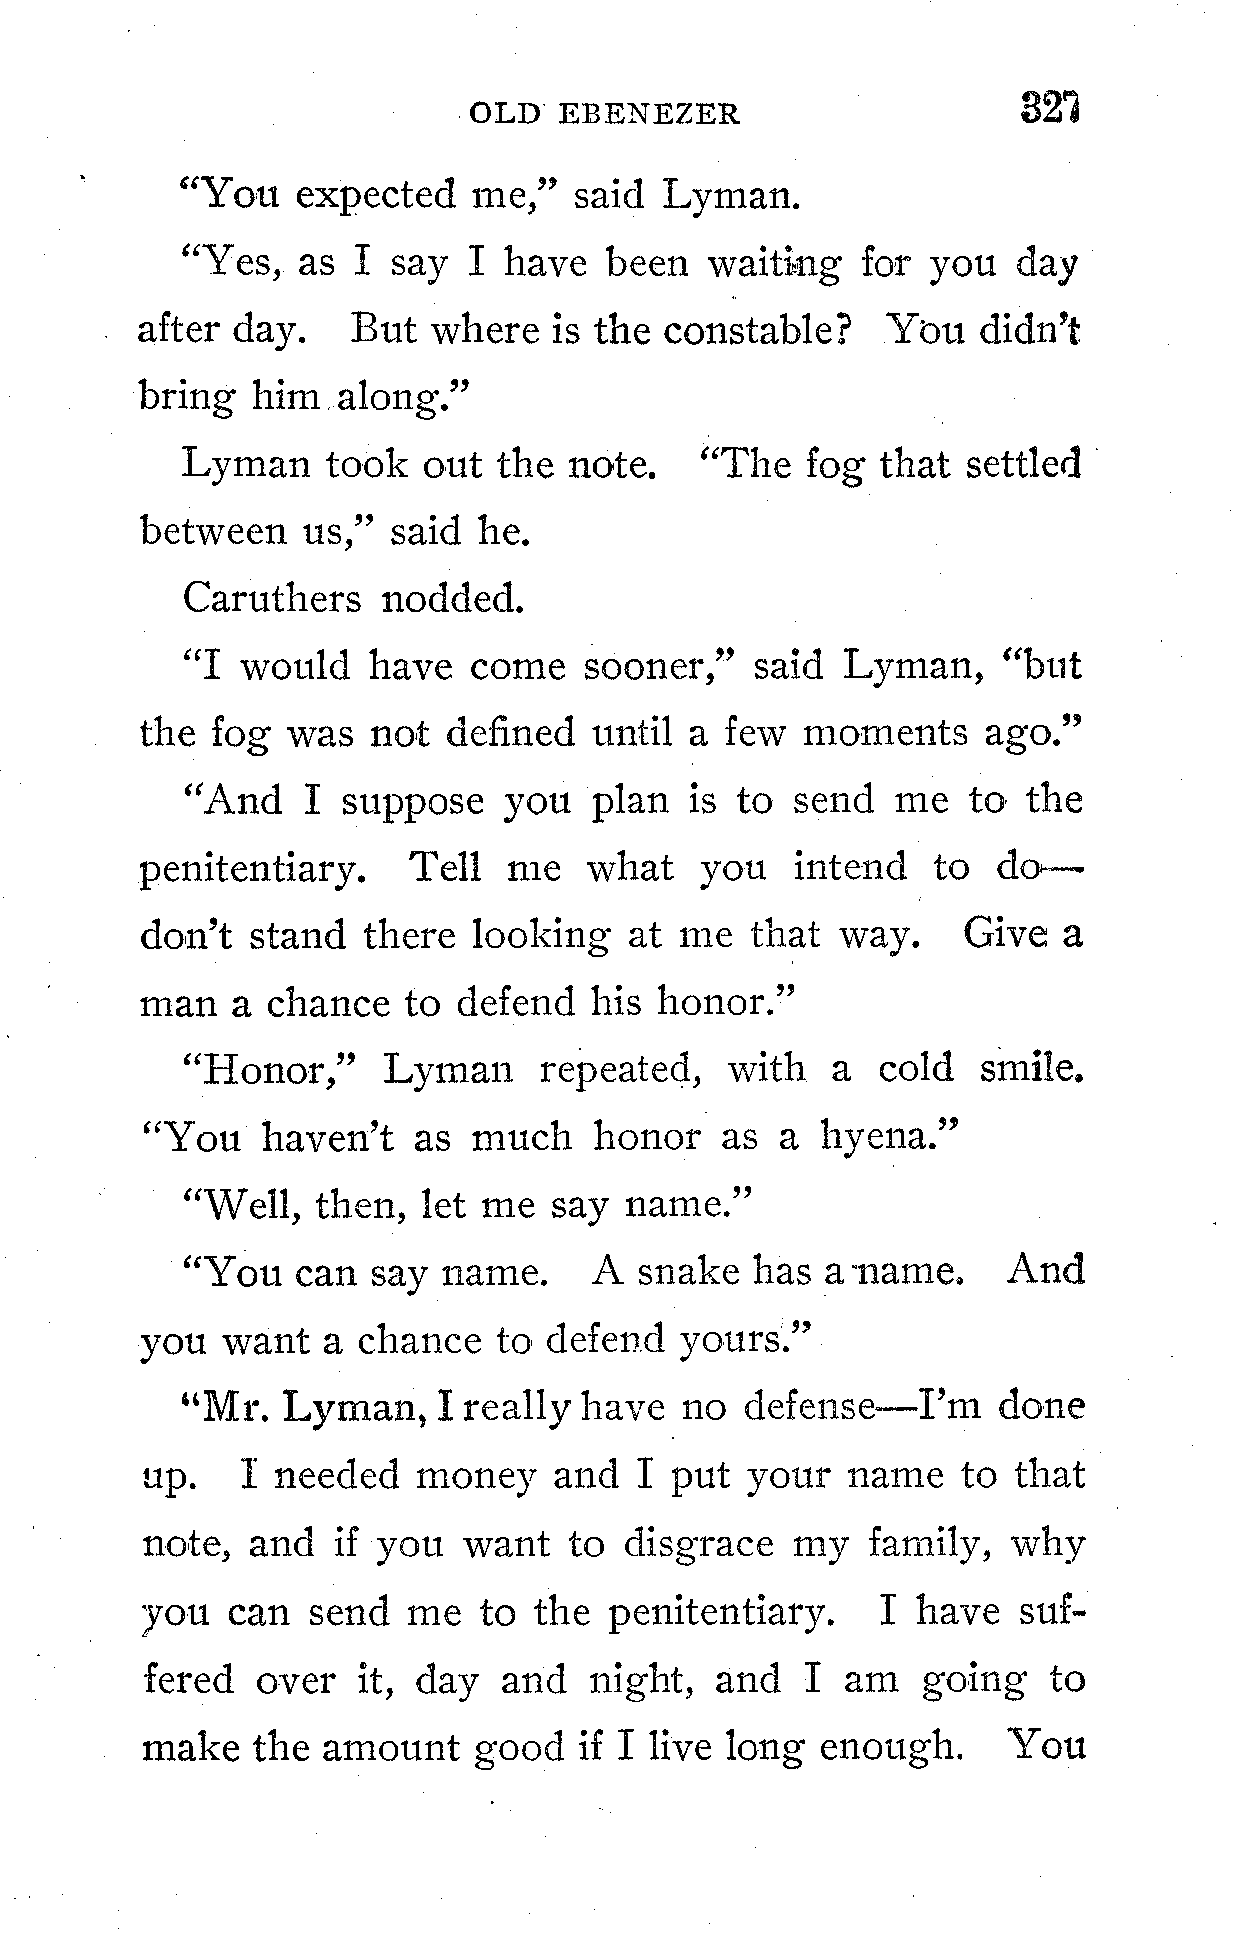 OLD EBENEZER 327
“You expected me,” said Lyman.
“Yes, as I say I have been waiting for you day
after day. But where is the constable? You didn’t
bring him along.”
Lyman took out the note. “The fog that settled
between us,” said he.
Caruthers nodded.
“I would have come sooner,” said Lyman, “but
the fog was not defined until a few moments ago.”
“And I suppose you plan is to send me to the
penitentiary. Tell me what you intend to do—
don’t stand there looking at me that way. Give a
man a chance to defend his honor.”
“Honor,” Lyman repeated, with a cold smile.
“You haven’t as much honor as a hyena.”
“Well, then, let me say name.”
“You can say name. A snake has a name. And
you want a chance to defend yours.”
“Mr. Lyman, I really have no defense—I’m done
up. I needed money and I put your name to that
note, and if you want to disgrace my family, why
you can send me to the penitentiary. I have suf-
fered over it, day and night, and I am going to
make the amount good if I live long enough. You